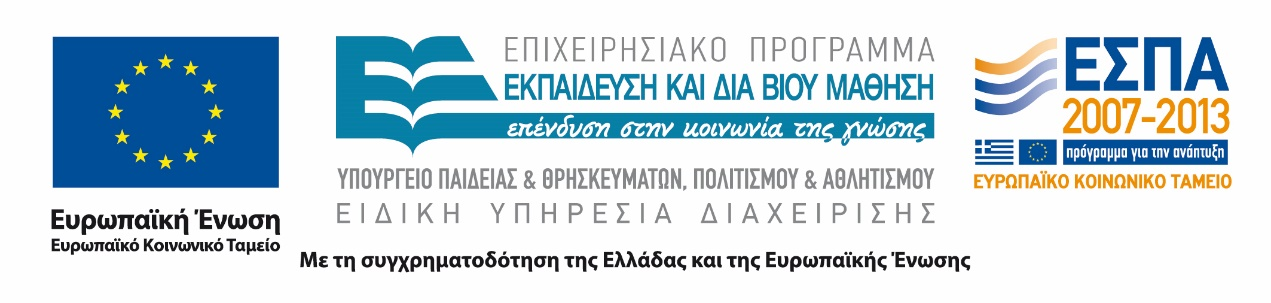 Ευρωπαϊκή Ένωση
Ευρωπαϊκό Κοινωνικό Ταμείο
ΕΠΙΧΕΙΡΗΣΙΑΚΟ ΠΡΟΓΡΑΜΜΑ
ΕΚΠΑΙΔΕΥΣΗ ΚΑΙ ΔΙΑ ΒΙΟΥ ΜΑΘΗΣΗ
επένδυση στην κοινωνία της γνώσης
ΥΠΟΥΡΓΕΙΟ ΠΑΙΔΕΙΑΣ & ΘΡΗΣΚΕΥΜΑΤΩΝ, ΠΟΛΙΤΙΣΜΟΥ & ΑΘΛΗΤΙΣΜΟΥ
ΕΙΔΙΚΗ ΥΠΗΡΕΣΙΑ ΔΙΑΧΕΙΡΙΣΗΣ
Με τη συγχρηματοδότηση της Ελλάδας και της Ευρωπαϊκής Ένωσης
ΕΣΠΑ
2007-2013
πρόγραμμα για την ανάπτυξη
ΕΥΡΩΠΑΪΚΟ ΚΟΙΝΩΝΙΚΟ ΤΑΜΕΙΟ